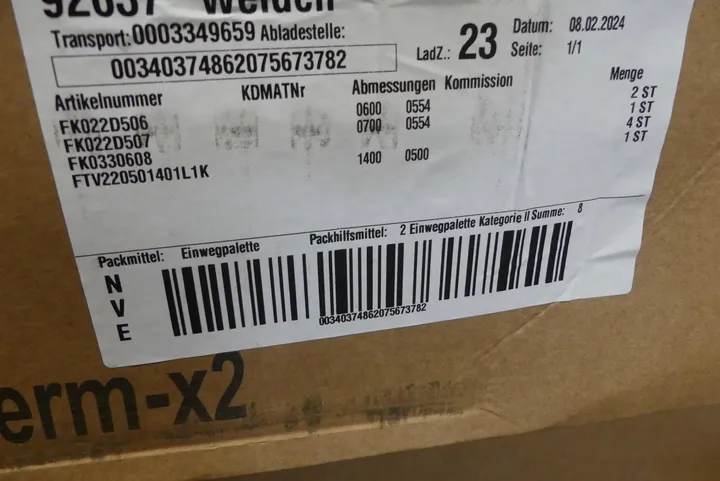 92637 Weiden
Transport:0003349659 Abladestelle:
LadZ.: 23
Datum: 08.02.2024
Seite: 1/1
00340374862075673782
Artikelnummer KDMATNr Abmessungen Kommission Menge
FK022D506 0600 0554 2 ST
FK022D507 0700 0554 1 ST
FK0330608 4 ST
FTV220501401L1K 1400 0500 1 ST
Packmittel: Einwegpalette Packhilfsmittel: 2 Einwegpalette Kategorie II Summe: 8
N
V
E
00340374862075673782
erm-x2